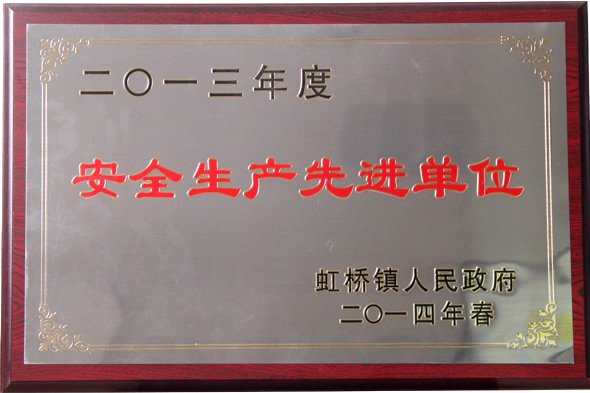 二〇一三年度
安全生产先进单位
虹桥镇人民政府
二〇一四年春